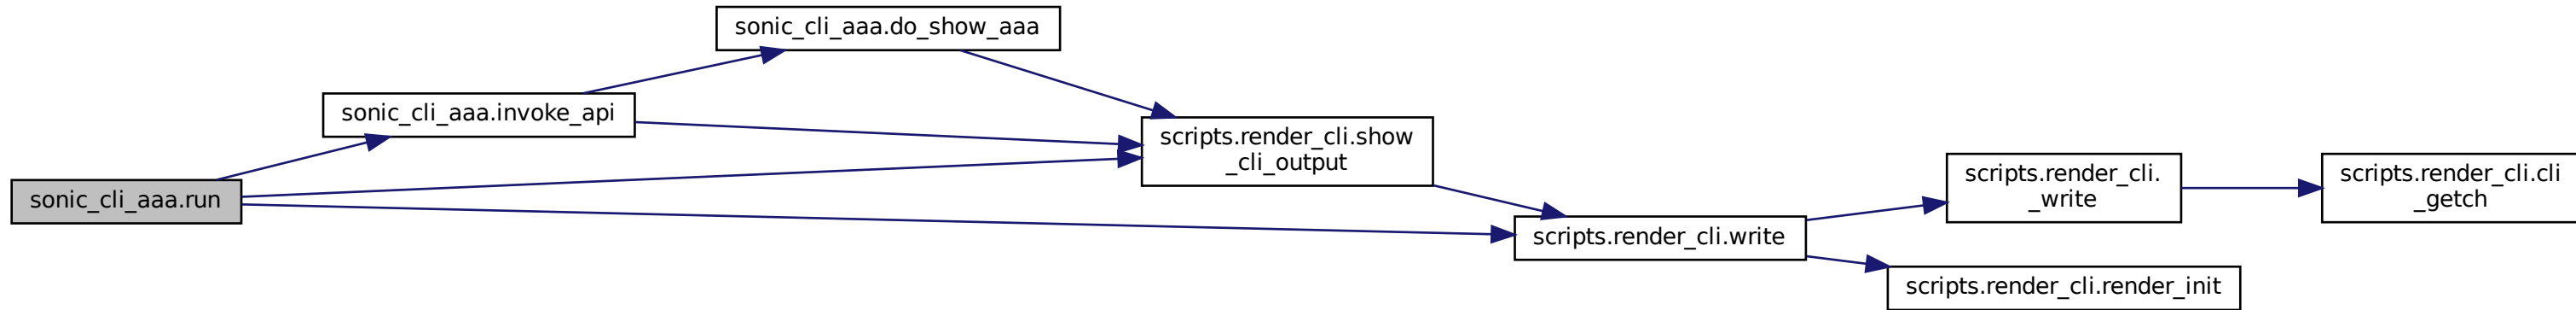 sonic_cli_aaa.do_show_aaa
sonic_cli_aaa.invoke_api
scripts.render_cli.show
_cli_output
sonic_cli_aaa.run
scripts.render_cli.write
scripts.render_cli.
_write
scripts.render_cli.cli
_getch
scripts.render_cli.render_init